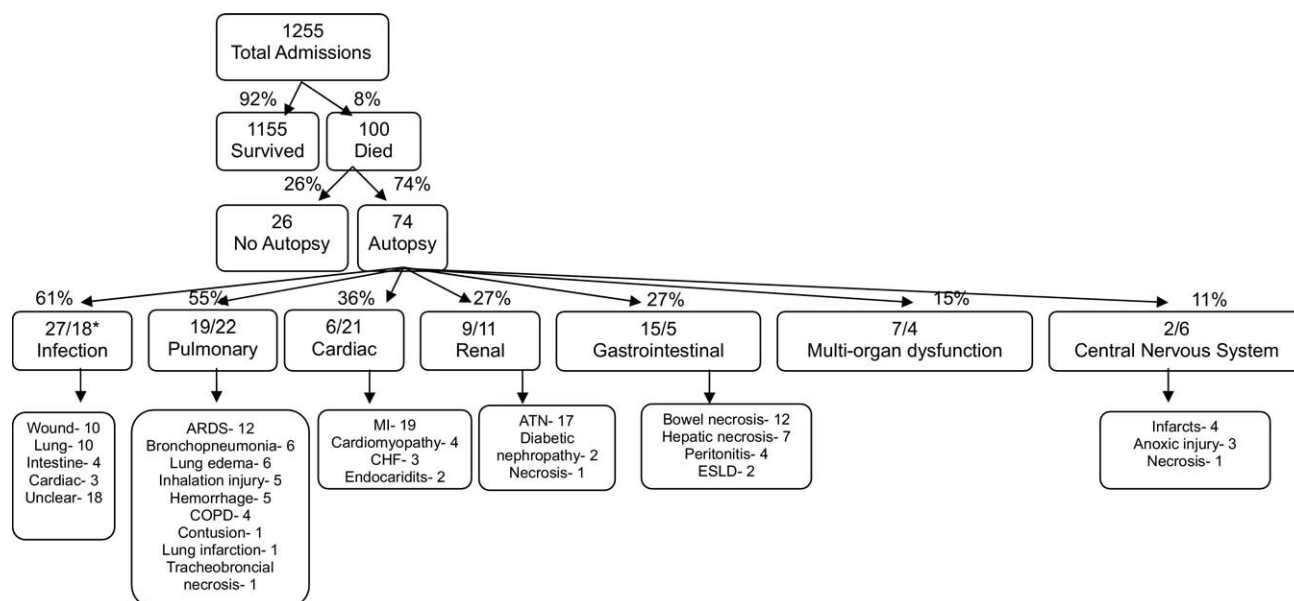 1255
Total Admissions
92%
8%
1155
Survived
100
Died
26%
74%
26
No Autopsy
74
Autopsy
61%
55%
36%
27%
27%
15%
11%
27/18*
Infection
19/22
Pulmonary
6/21
Cardiac
9/11
Renal
15/5
Gastrointestinal
7/4
Multi-organ dysfunction
2/6
Central Nervous System
Wound- 10
Lung- 10
Intestine- 4
Cardiac- 3
Unclear- 18
ARDS- 12
Bronchopneumonia- 6
Lung edema- 6
Inhalation injury- 5
Hemorrhage- 5
COPD- 4
Contusion- 1
Lung infarction- 1
Tracheobroncial
necrosis- 1
MI- 19
Cardiomyopathy- 4
CHF- 3
Endocaridits- 2
ATN- 17
Diabetic
nephropathy- 2
Necrosis- 1
Bowel necrosis- 12
Hepatic necrosis- 7
Peritonitis- 4
ESLD- 2
Infarcts- 4
Anoxic injury- 3
Necrosis- 1